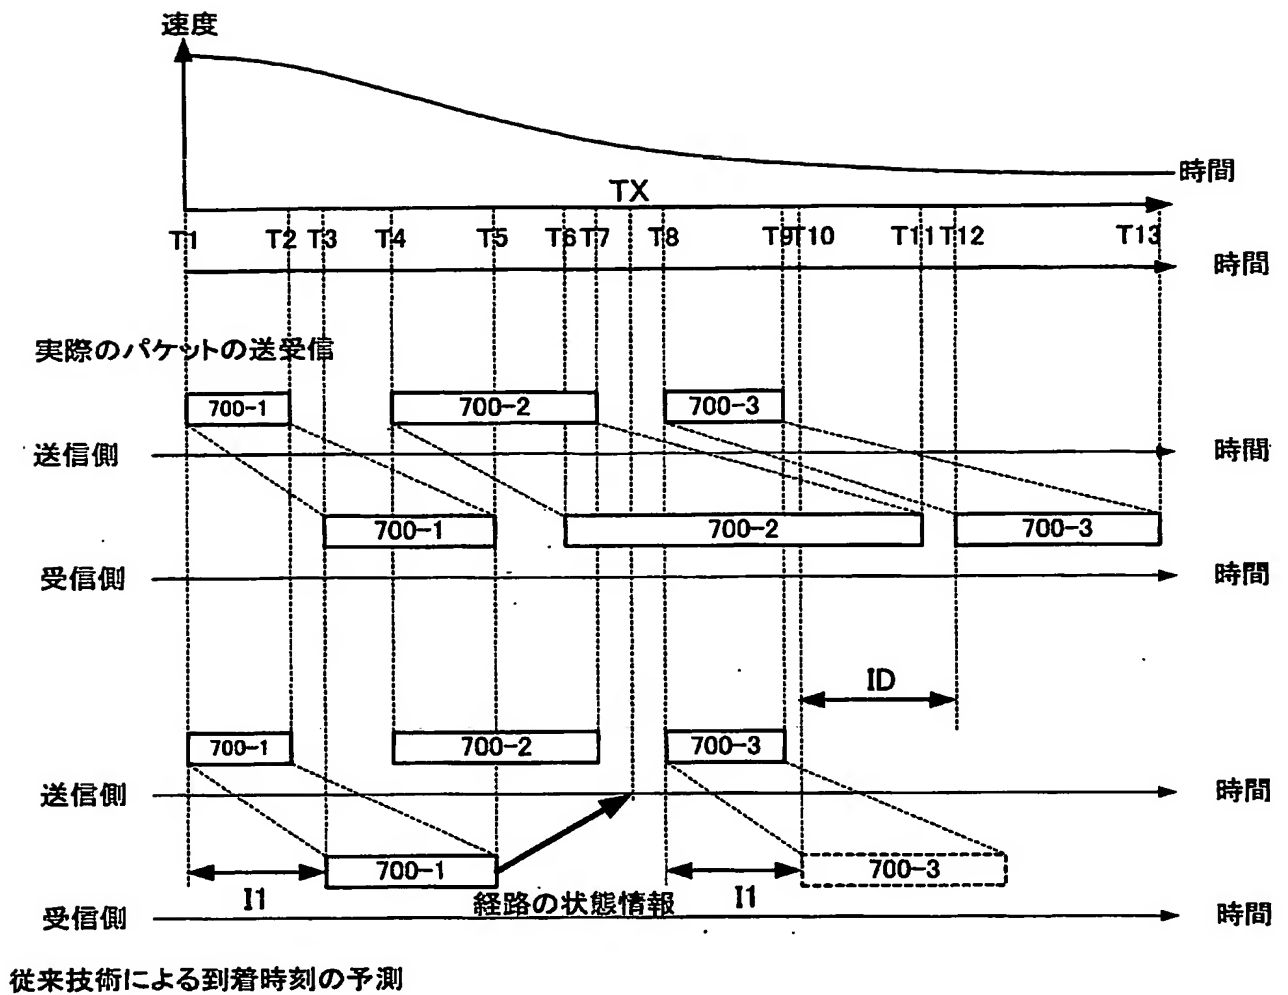 速度
時間
TX
T1 T2 T3 T4 T5 T6 T7 T8 T9 T10 T11 T12 T13
時間
実際のパケットの送受信
700-1 700-2 700-3
送信側 時間
700-1 700-2 700-3
受信側 時間
ID
700-1 700-2 700-3
送信側 時間
700-1 700-3
I1 経路の状態情報 I1
受信側 時間
従来技術による到着時刻の予測